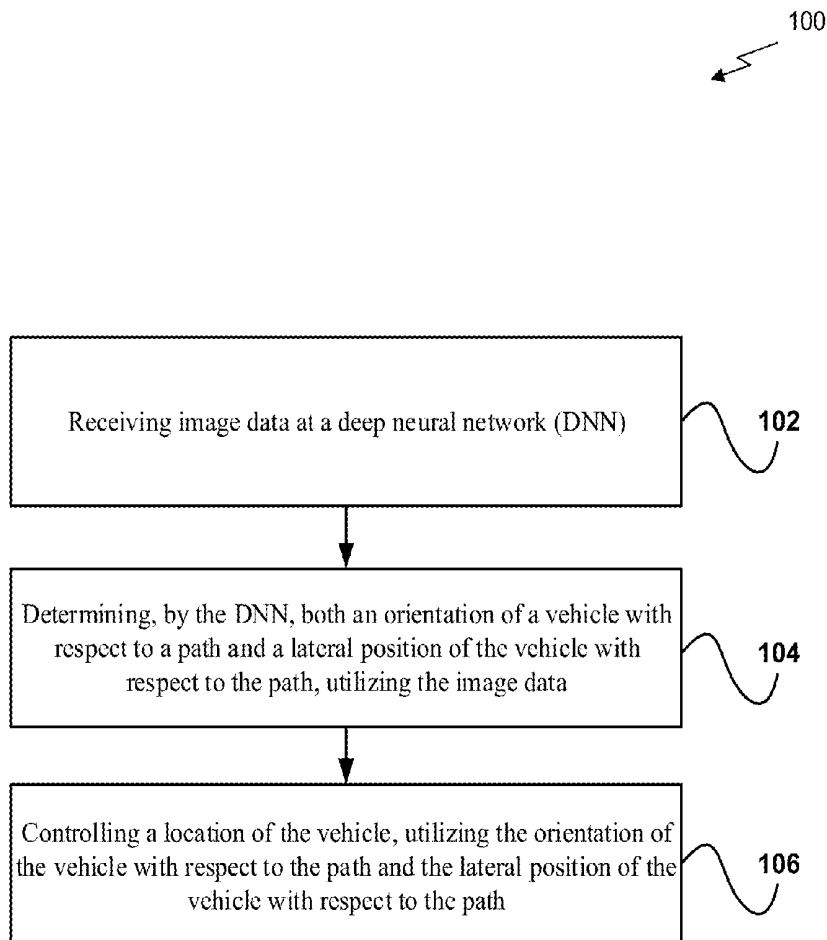 100
Receiving image data at a deep neural network (DNN)
102
Determining, by the DNN, both an orientation of a vehicle with
respect to a path and a lateral position of the vehicle with
respect to the path, utilizing the image data
104
Controlling a location of the vehicle, utilizing the orientation of
the vehicle with respect to the path and the lateral position of the
vehicle with respect to the path
106